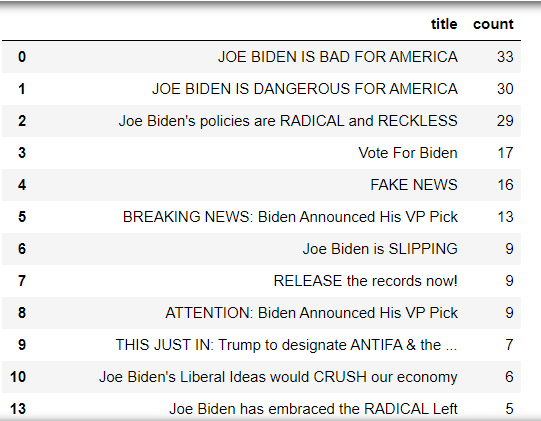 title count
0 JOE BIDEN IS BAD FOR AMERICA 33
1 JOE BIDEN IS DANGEROUS FOR AMERICA 30
2 Joe Biden's policies are RADICAL and RECKLESS 29
3 Vote For Biden 17
4 FAKE NEWS 16
5 BREAKING NEWS: Biden Announced His VP Pick 13
6 Joe Biden is SLIPPING 9
7 RELEASE the records now! 9
8 ATTENTION: Biden Announced His VP Pick 9
9 THIS JUST IN: Trump to designate ANTIFA & the ... 7
10 Joe Biden's Liberal Ideas would CRUSH our economy 6
13 Joe Biden has embraced the RADICAL Left 5